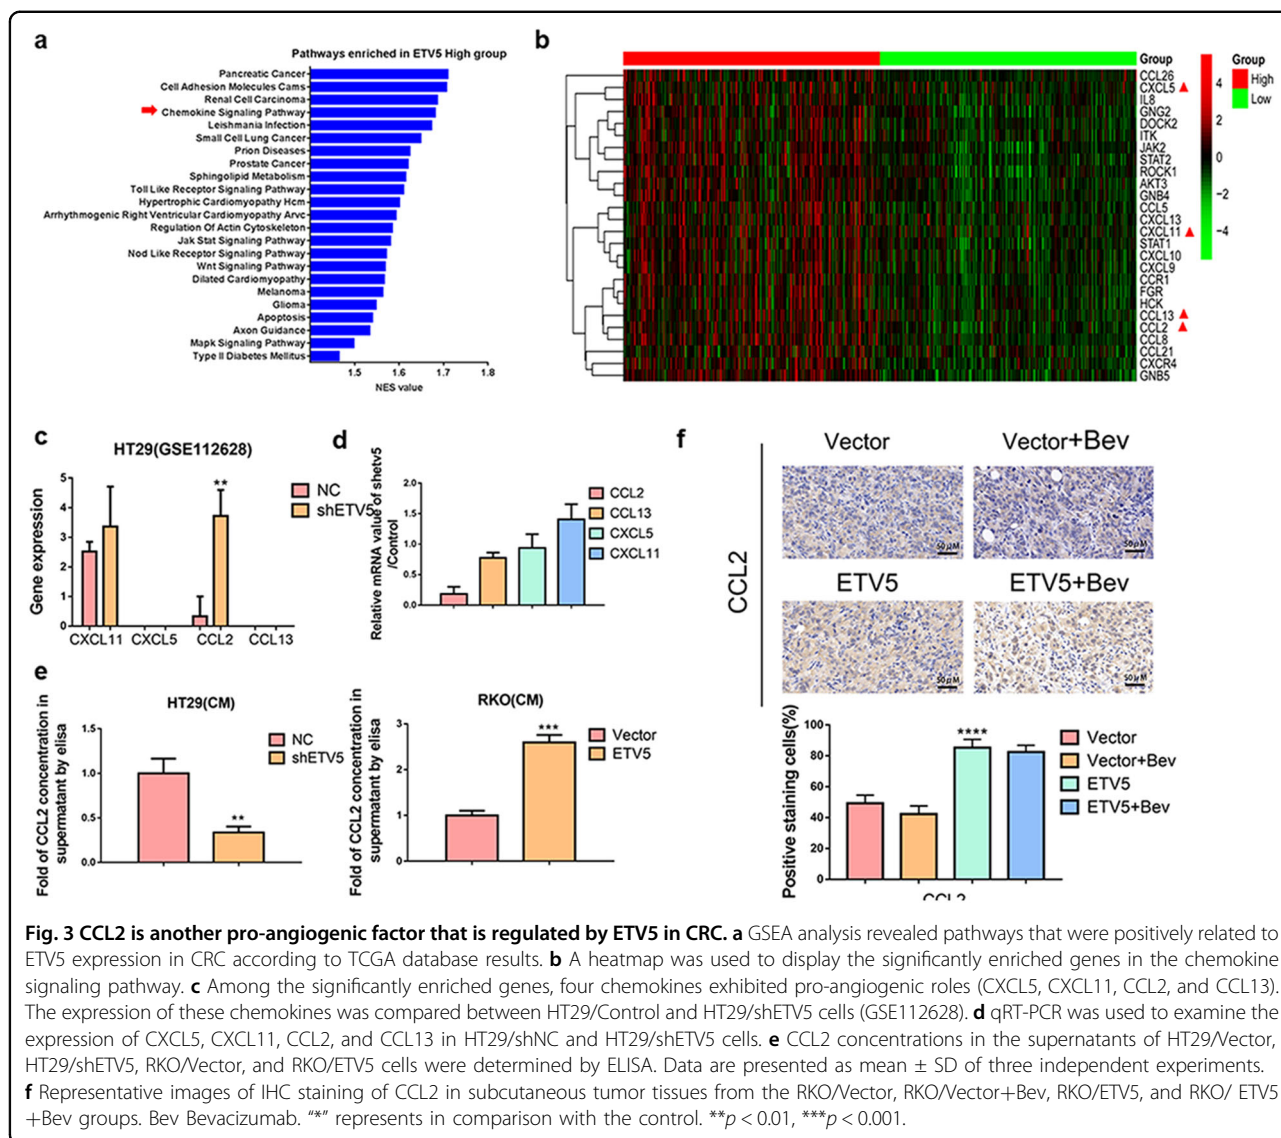 a
Pathways enriched in ETV5 High group
Pancreatic Cancer
Cell Adhesion Molecules Cams
Renal Cell Carcinoma
Chemokine Signaling Pathway
Leishmania Infection
Small Cell Lung Cancer
Prion Diseases
Prostate Cancer
Sphingolipid Metabolism
Toll Like Receptor Signaling Pathway
Hypertrophic Cardiomyopathy Hcm
Arrhythmogenic Right Ventricular Cardiomyopathy Arvc
Regulation Of Actin Cytoskeleton
Jak Stat Signaling Pathway
Nod Like Receptor Signaling Pathway
Wnt Signaling Pathway
Dilated Cardiomyopathy
Melanoma
Glioma
Apoptosis
Axon Guidance
Mapk Signaling Pathway
Type II Diabetes Mellitus
1.5 1.6 1.7 1.8
NES value
b
Group
CCL26
CXCL5
IL8
GNG2
DOCK2
ITK
JAK2
STAT2
ROCK1
AKT3
GNB4
CCL5
CXCL13
CXCL11
STAT1
CXCL10
CXCL9
CCR1
FGR
HCK
CCL13
CCL2
CCL8
CCL21
CXCR4
GNB5
4
2
0
−2
−4
Group
High
Low
c
HT29(GSE112628)
Gene expression
5
4
3
2
1
0
**
NC
shETV5
CXCL11 CXCL5 CCL2 CCL13
d
Relative mRNA value of shetv5
/Control
2.0
1.5
1.0
0.5
0.0
CCL2
CCL13
CXCL5
CXCL11
e
HT29(CM)
Fold of CCL2 concentration in
supermatant by elisa
1.5
1.0
0.5
0.0
**
NC
shETV5
RKO(CM)
Fold of CCL2 concentration in
supermatant by elisa
3
2
1
0
***
Vector
ETV5
f
CCL2
Vector
Vector+Bev
50 μM
50 μM
ETV5
ETV5+Bev
50 μM
50 μM
Positive staining cells(%)
100
80
60
40
20
0
****
CCL2
Vector
Vector+Bev
ETV5
ETV5+Bev
Fig. 3 CCL2 is another pro-angiogenic factor that is regulated by ETV5 in CRC. a GSEA analysis revealed pathways that were positively related to
ETV5 expression in CRC according to TCGA database results. b A heatmap was used to display the significantly enriched genes in the chemokine
signaling pathway. c Among the significantly enriched genes, four chemokines exhibited pro-angiogenic roles (CXCL5, CXCL11, CCL2, and CCL13).
The expression of these chemokines was compared between HT29/Control and HT29/shETV5 cells (GSE112628). d qRT-PCR was used to examine the
expression of CXCL5, CXCL11, CCL2, and CCL13 in HT29/shNC and HT29/shETV5 cells. e CCL2 concentrations in the supernatants of HT29/Vector,
HT29/shETV5, RKO/Vector, and RKO/ETV5 cells were determined by ELISA. Data are presented as mean ± SD of three independent experiments.
f Representative images of IHC staining of CCL2 in subcutaneous tumor tissues from the RKO/Vector, RKO/Vector+Bev, RKO/ETV5, and RKO/ ETV5
+Bev groups. Bev Bevacizumab. “*” represents in comparison with the control. **p < 0.01, ***p < 0.001.